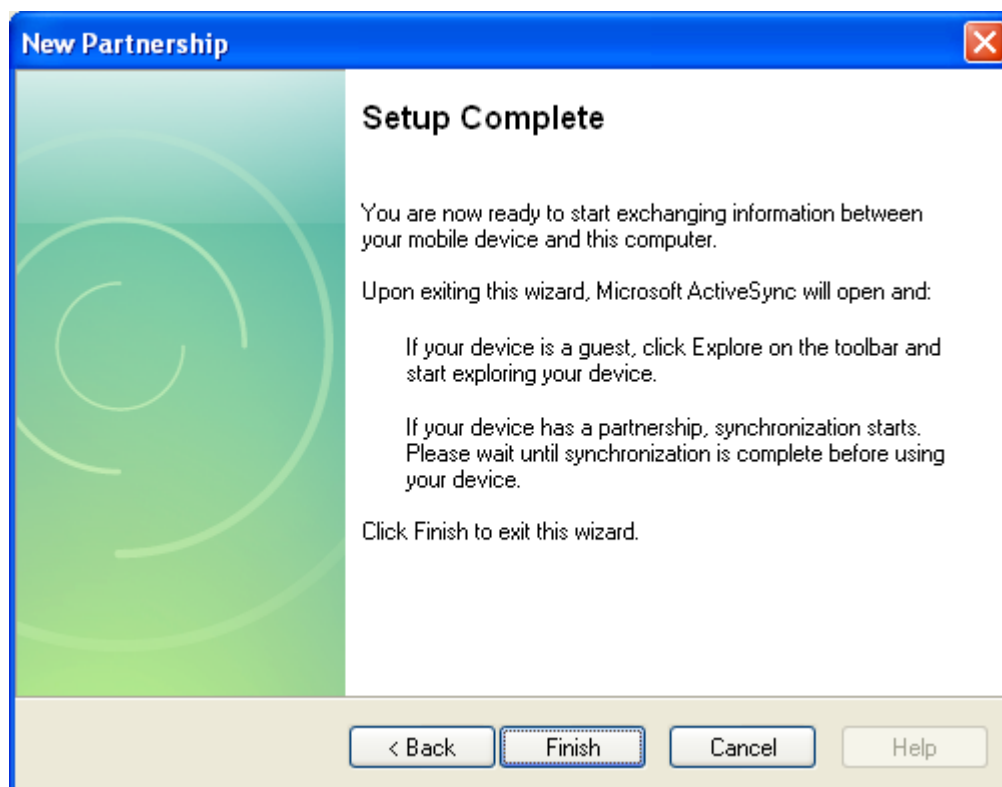 New Partnership
Setup Complete
You are now ready to start exchanging information between
your mobile device and this computer.
Upon exiting this wizard, Microsoft ActiveSync will open and:
If your device is a guest, click Explore on the toolbar and
start exploring your device.
If your device has a partnership, synchronization starts.
Please wait until synchronization is complete before using
your device.
Click Finish to exit this wizard.
< Back Finish Cancel Help